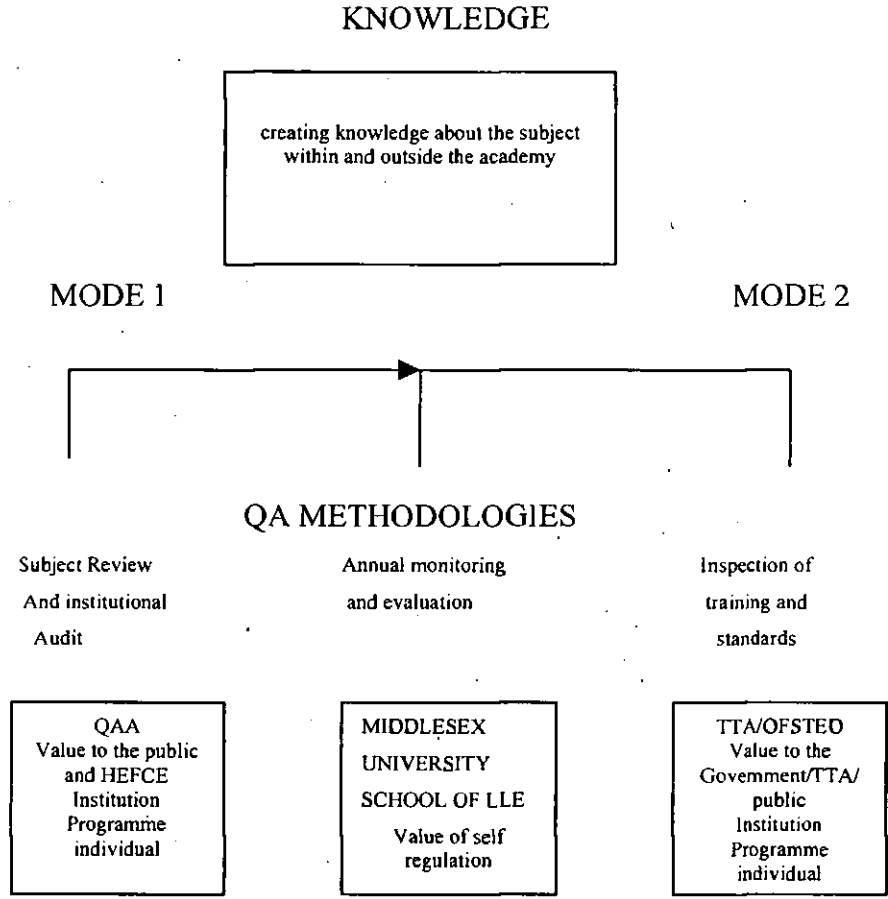 KNOWLEDGE
creating knowledge about the subject
within and outside the academy
MODE 1
MODE 2
QA METHODOLOGIES
Subject Review
And institutional
Audit
Annual monitoring
and evaluation
Inspection of
training and
standards
QAA
Value to the public
and HEFCE
Institution
Programme
individual
MIDDLESEX
UNIVERSITY
SCHOOL OF LLE
Value of self
regulation
TTA/OFSTED
Value to the
Government/TTA/
public
Institution
Programme
individual